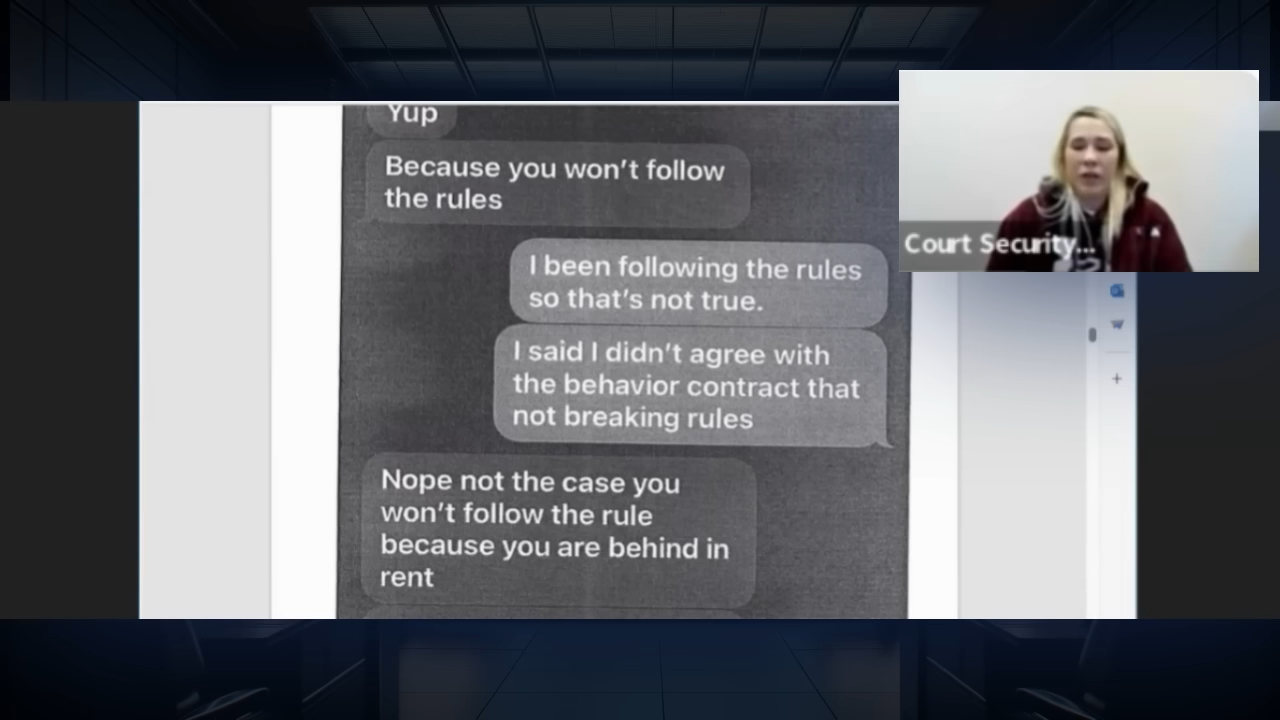 Yup
Because you won't follow
the rules
I been following the rules
so that's not true.
I said I didn't agree with
the behavior contract that
not breaking rules
Nope not the case you
won't follow the rule
because you are behind in
rent
Court Security...